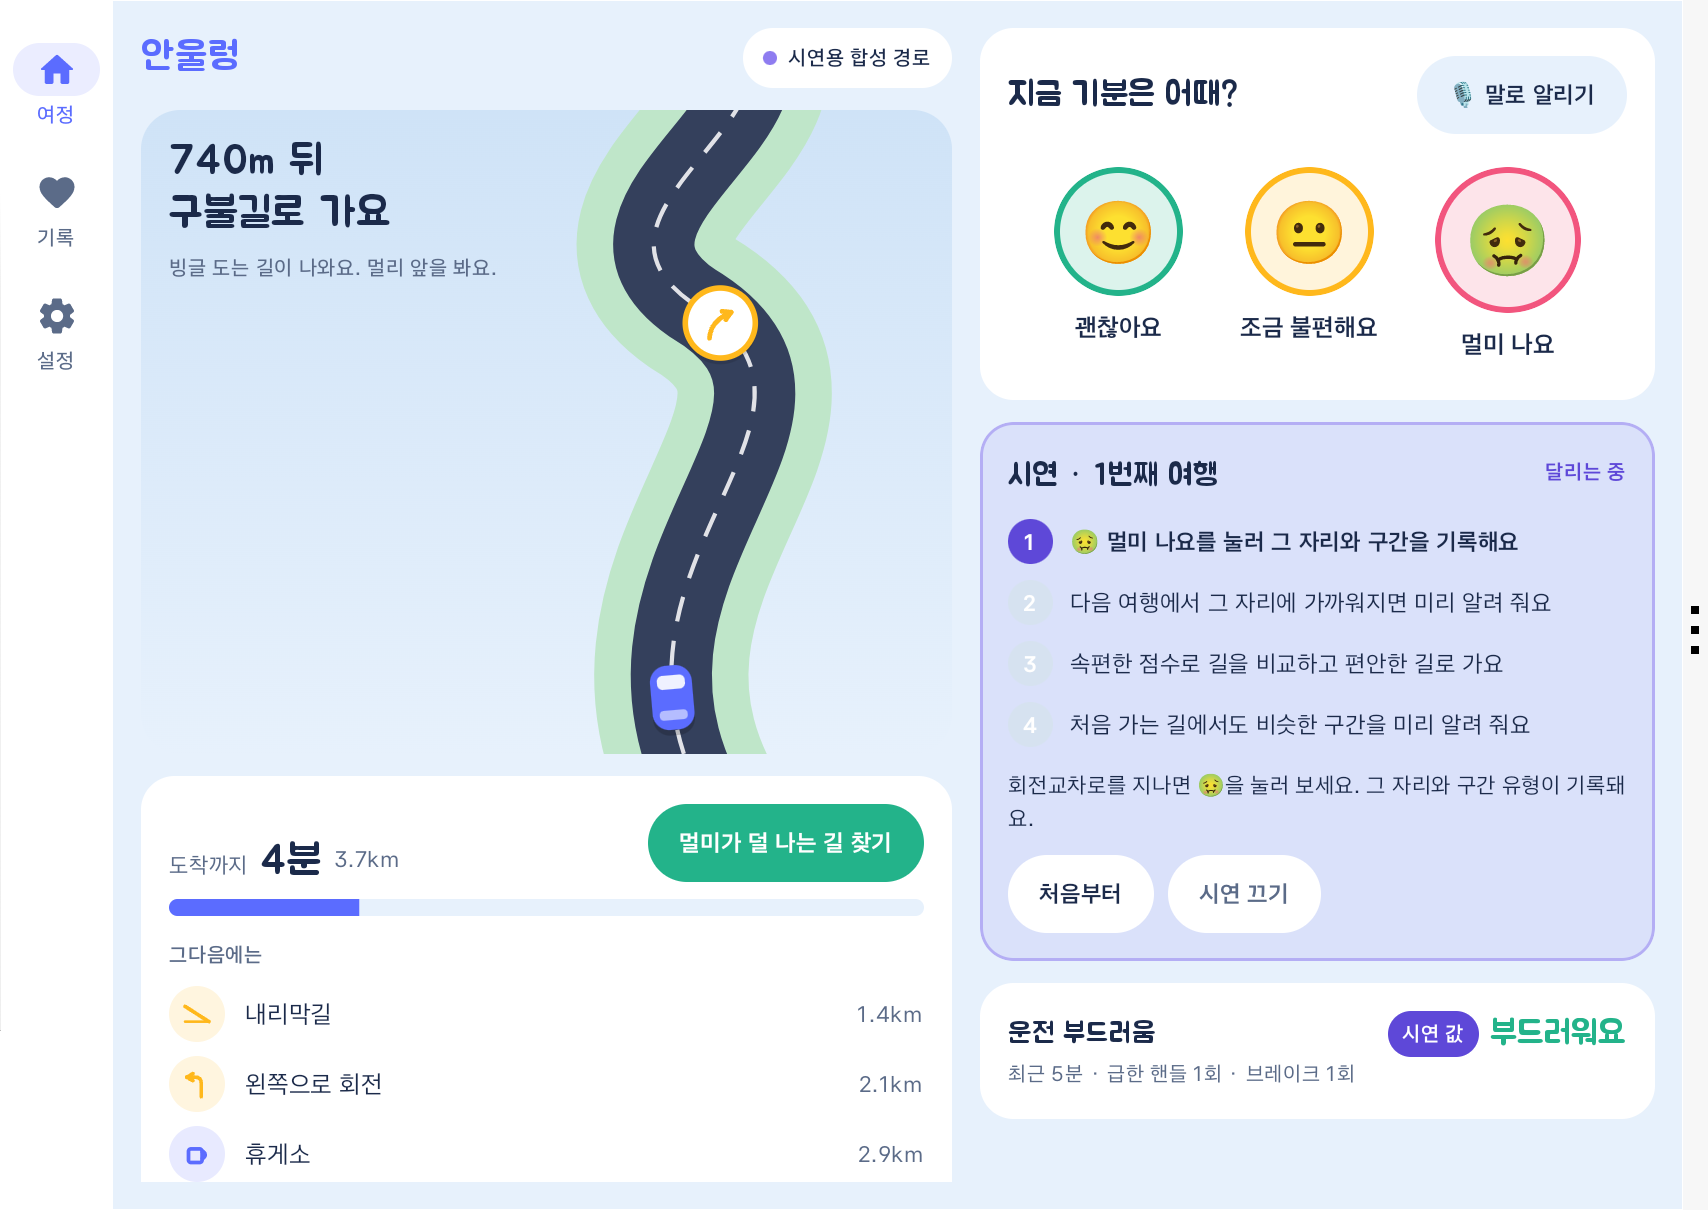 여정
기록
설정
안울렁
시연용 합성 경로
740m 뒤
구불길로 가요
빙글 도는 길이 나와요. 멀리 앞을 봐요.
도착까지 4분 3.7km
멀미가 덜 나는 길 찾기
그다음에는
내리막길 1.4km
왼쪽으로 회전 2.1km
휴게소 2.9km
지금 기분은 어때?
🎙️ 말로 알리기
괜찮아요
조금 불편해요
멀미 나요
시연 · 1번째 여행
달리는 중
1 🤢 멀미 나요를 눌러 그 자리와 구간을 기록해요
2 다음 여행에서 그 자리에 가까워지면 미리 알려 줘요
3 속편한 점수로 길을 비교하고 편안한 길로 가요
4 처음 가는 길에서도 비슷한 구간을 미리 알려 줘요
회전교차로를 지나면 🤢을 눌러 보세요. 그 자리와 구간 유형이 기록돼
요.
처음부터
시연 끄기
운전 부드러움
시연 값
부드러워요
최근 5분 · 급한 핸들 1회 · 브레이크 1회